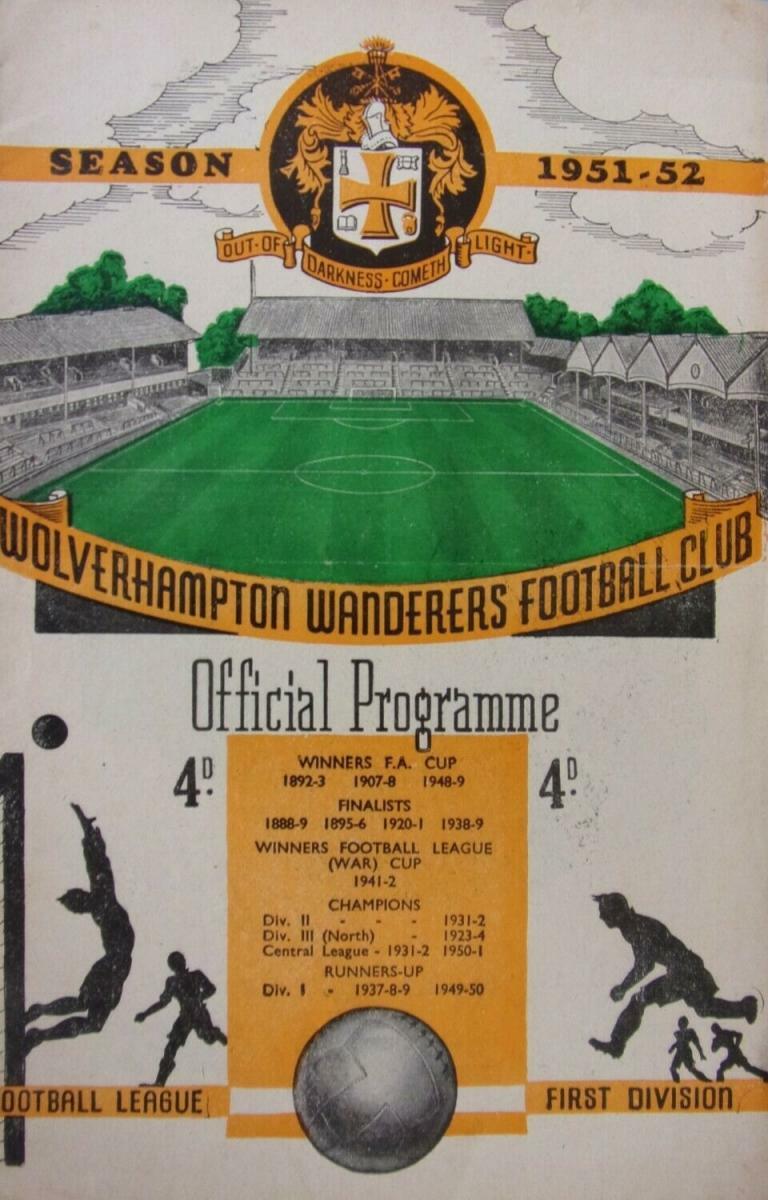 SEASON 1951-52
OUT·OF DARKNESS·COMETH LIGHT·
WOLVERHAMPTON WANDERERS FOOTBALL CLUB
Official Programme
4D. 4D.
WINNERS F.A. CUP
1892-3 1907-8 1948-9
FINALISTS
1888-9 1895-6 1920-1 1938-9
WINNERS FOOTBALL LEAGUE
(WAR) CUP
1941-2
CHAMPIONS
Div. II - - - 1931-2
Div. III (North) - 1923-4
Central League - 1931-2 1950-1
RUNNERS-UP
Div. I - 1937-8-9 1949-50
OOTBALL LEAGUE FIRST DIVISION